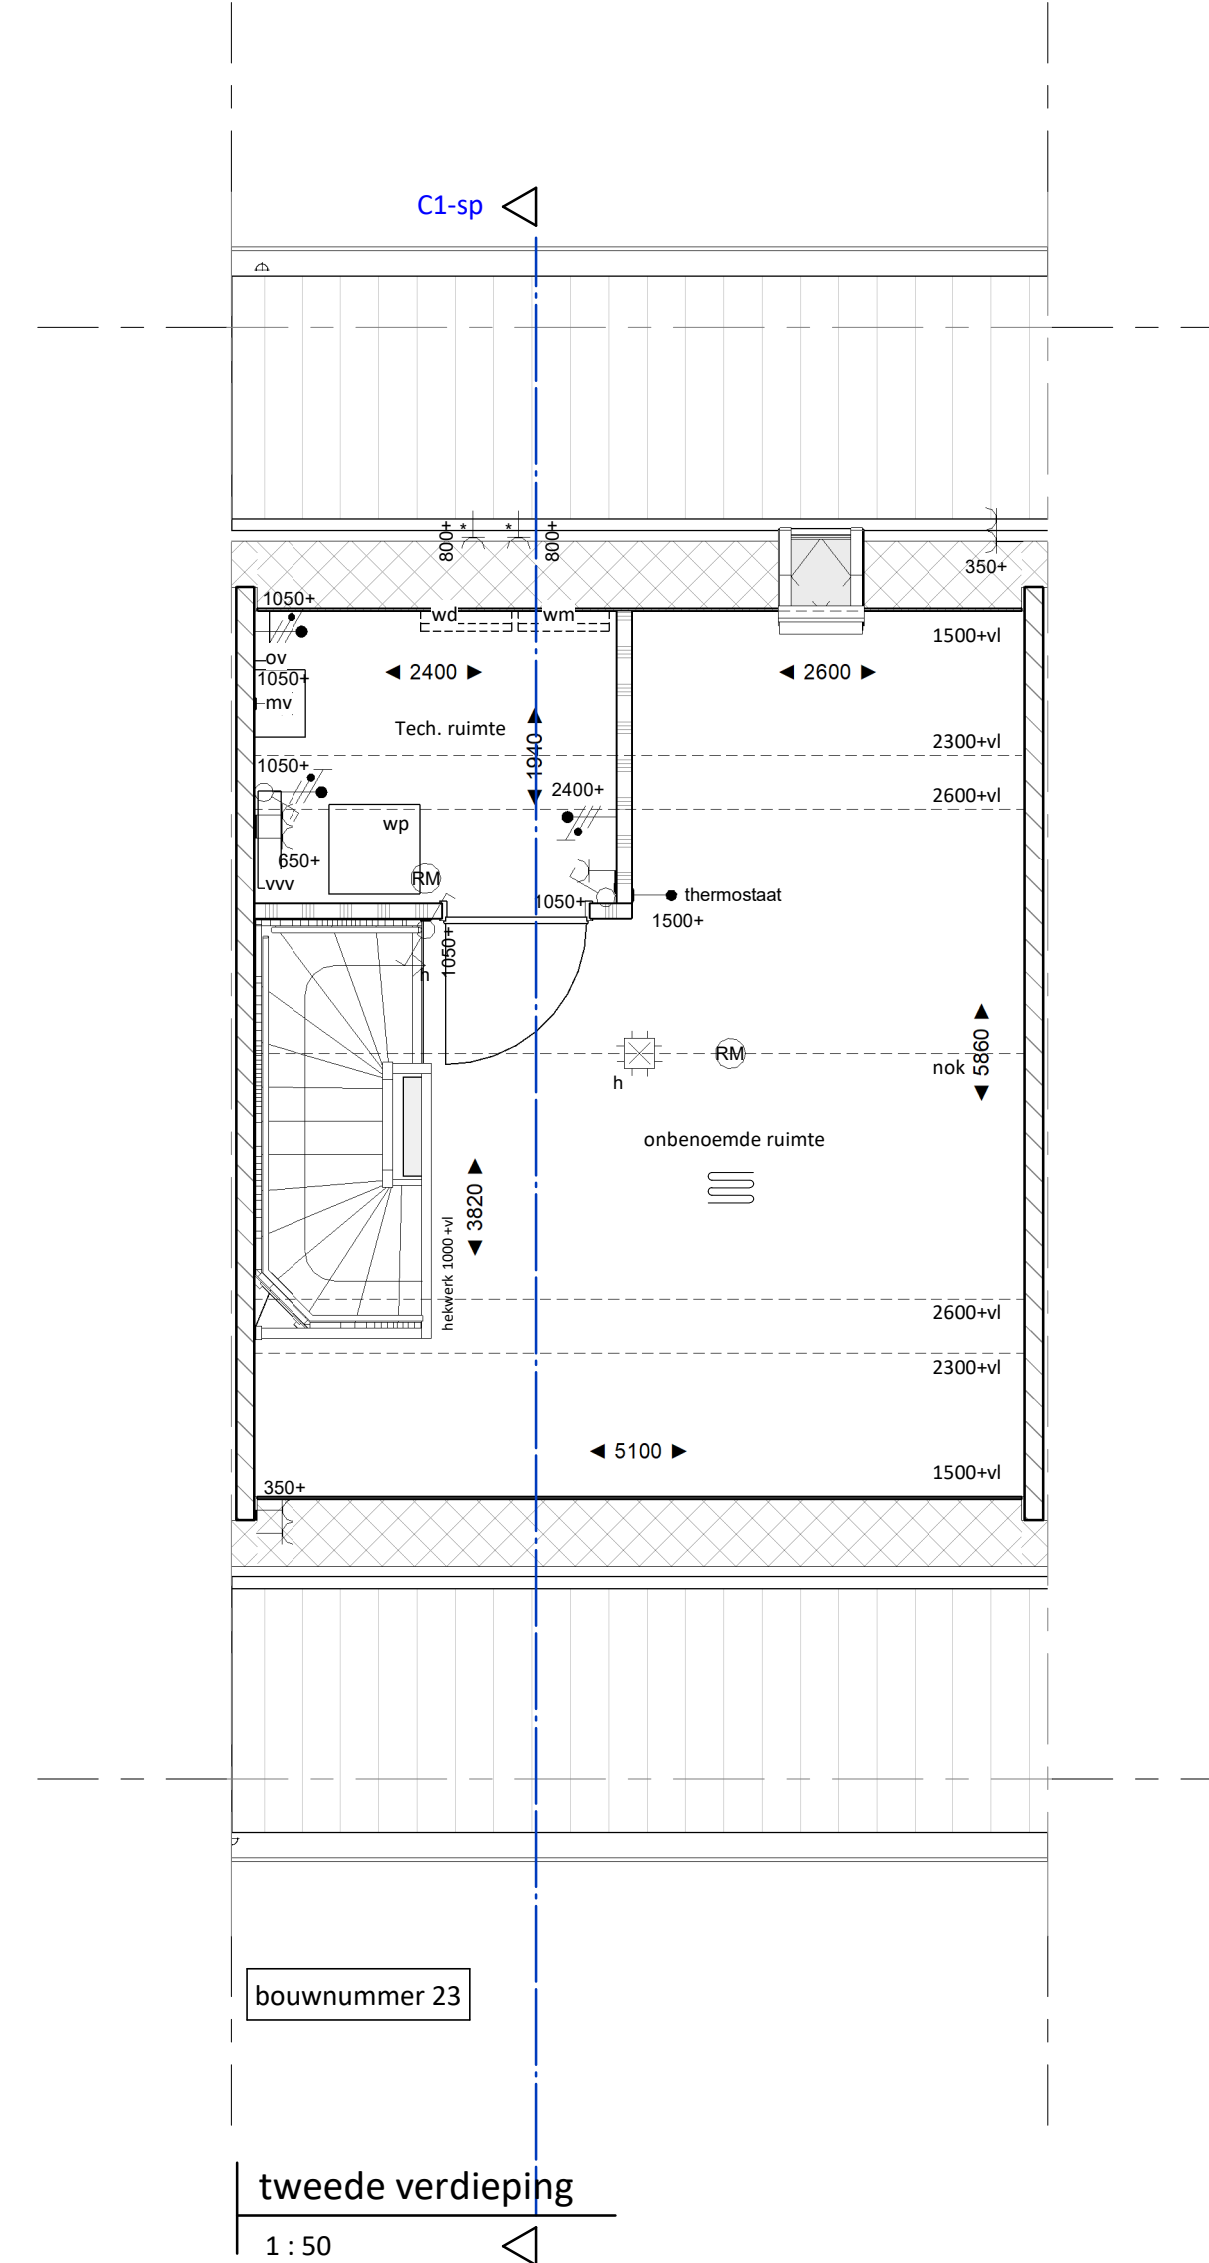 C1-sp
800+
*
*
800+
350+
1050+
wd
wm
1500+vl
ov
2400
2600
1050+
mv
Tech. ruimte
1940
2300+vl
1050+
2400+
2600+vl
wp
650+
vvv
RM
1050+
thermostaat
1500+
1050+
h
RM
nok
5860
h
onbenoemde ruimte
3820
hekwerk 1000 +vl
2600+vl
2300+vl
5100
1500+vl
350+
bouwnummer 23
tweede verdieping
1 : 50